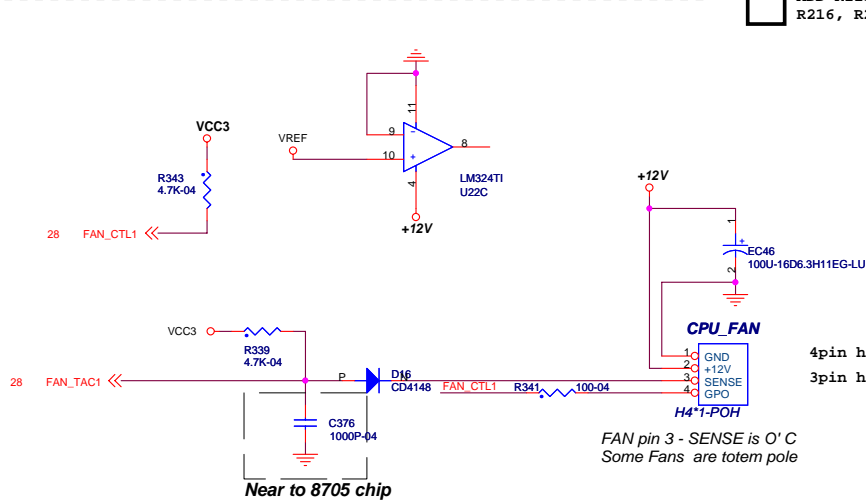 R216, R
VCC3
R343
4.7K-04
28 FAN_CTL1
VREF
11
9
10
8
4
LM324TI
U22C
+12V
+12V
1
2
EC46
100U-16D6.3H11EG-LU
VCC3
R339
4.7K-04
28 FAN_TAC1
P
D16
N
CD4148
C376
1000P-04
Near to 8705 chip
FAN_CTL1
R341
100-04
CPU_FAN
1 GND
2 +12V
3 SENSE
4 GPO
H4*1-POH
4pin h
3pin h
FAN pin 3 - SENSE is O' C
Some Fans are totem pole